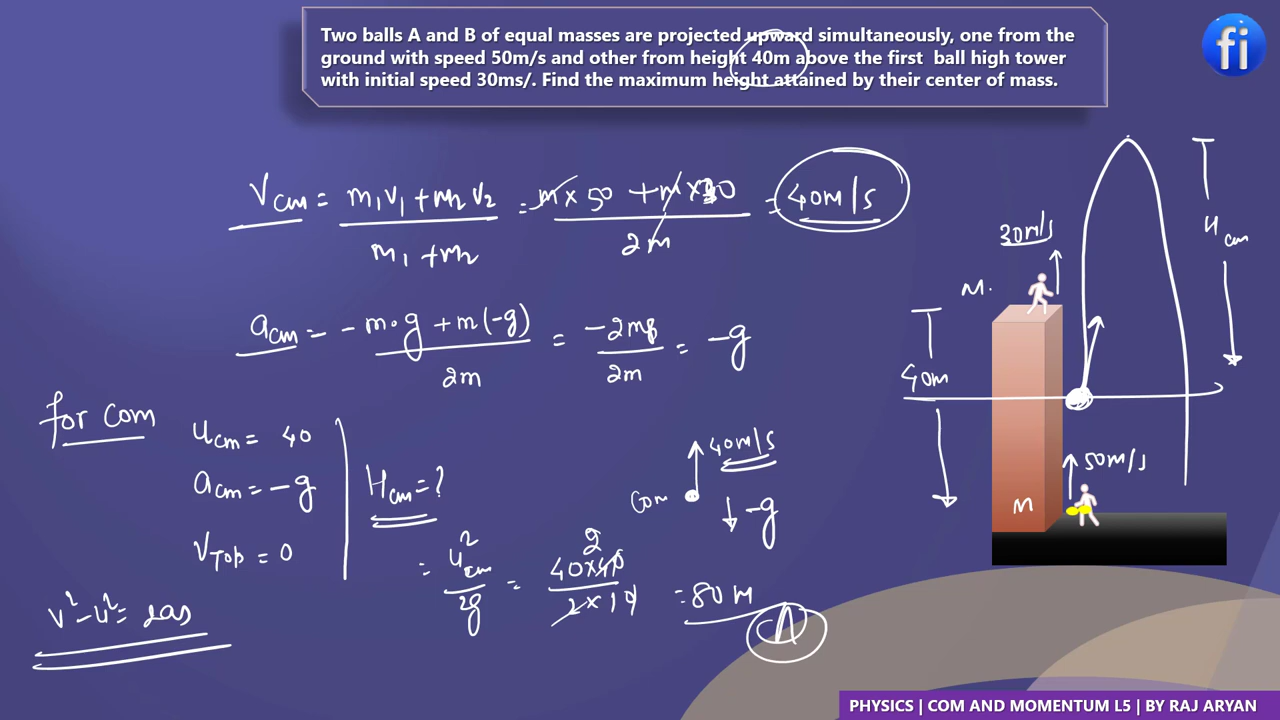 Two balls A and B of equal masses are projected upward simultaneously, one from the
ground with speed 50m/s and other from height 40m above the first ball high tower
with initial speed 30ms/. Find the maximum height attained by their center of mass.
fi
Vcm = m₁v₁ + m₂v₂ / m₁ + m₂ = m×50 + m×30 / 2m = 40m/s
acm = -m·g + m(-g) / 2m = -2mg / 2m = -g
for com
ucm = 40
acm = -g
VTop = 0
v²-u² = 2as
Hcm = ?
= u²cm / 2g = 40×40 / 2×10 = 80m
2
A
com
40m/s
-g
30m/s
M.
40m
Hcm
50m/s
M
PHYSICS | COM AND MOMENTUM L5 | BY RAJ ARYAN